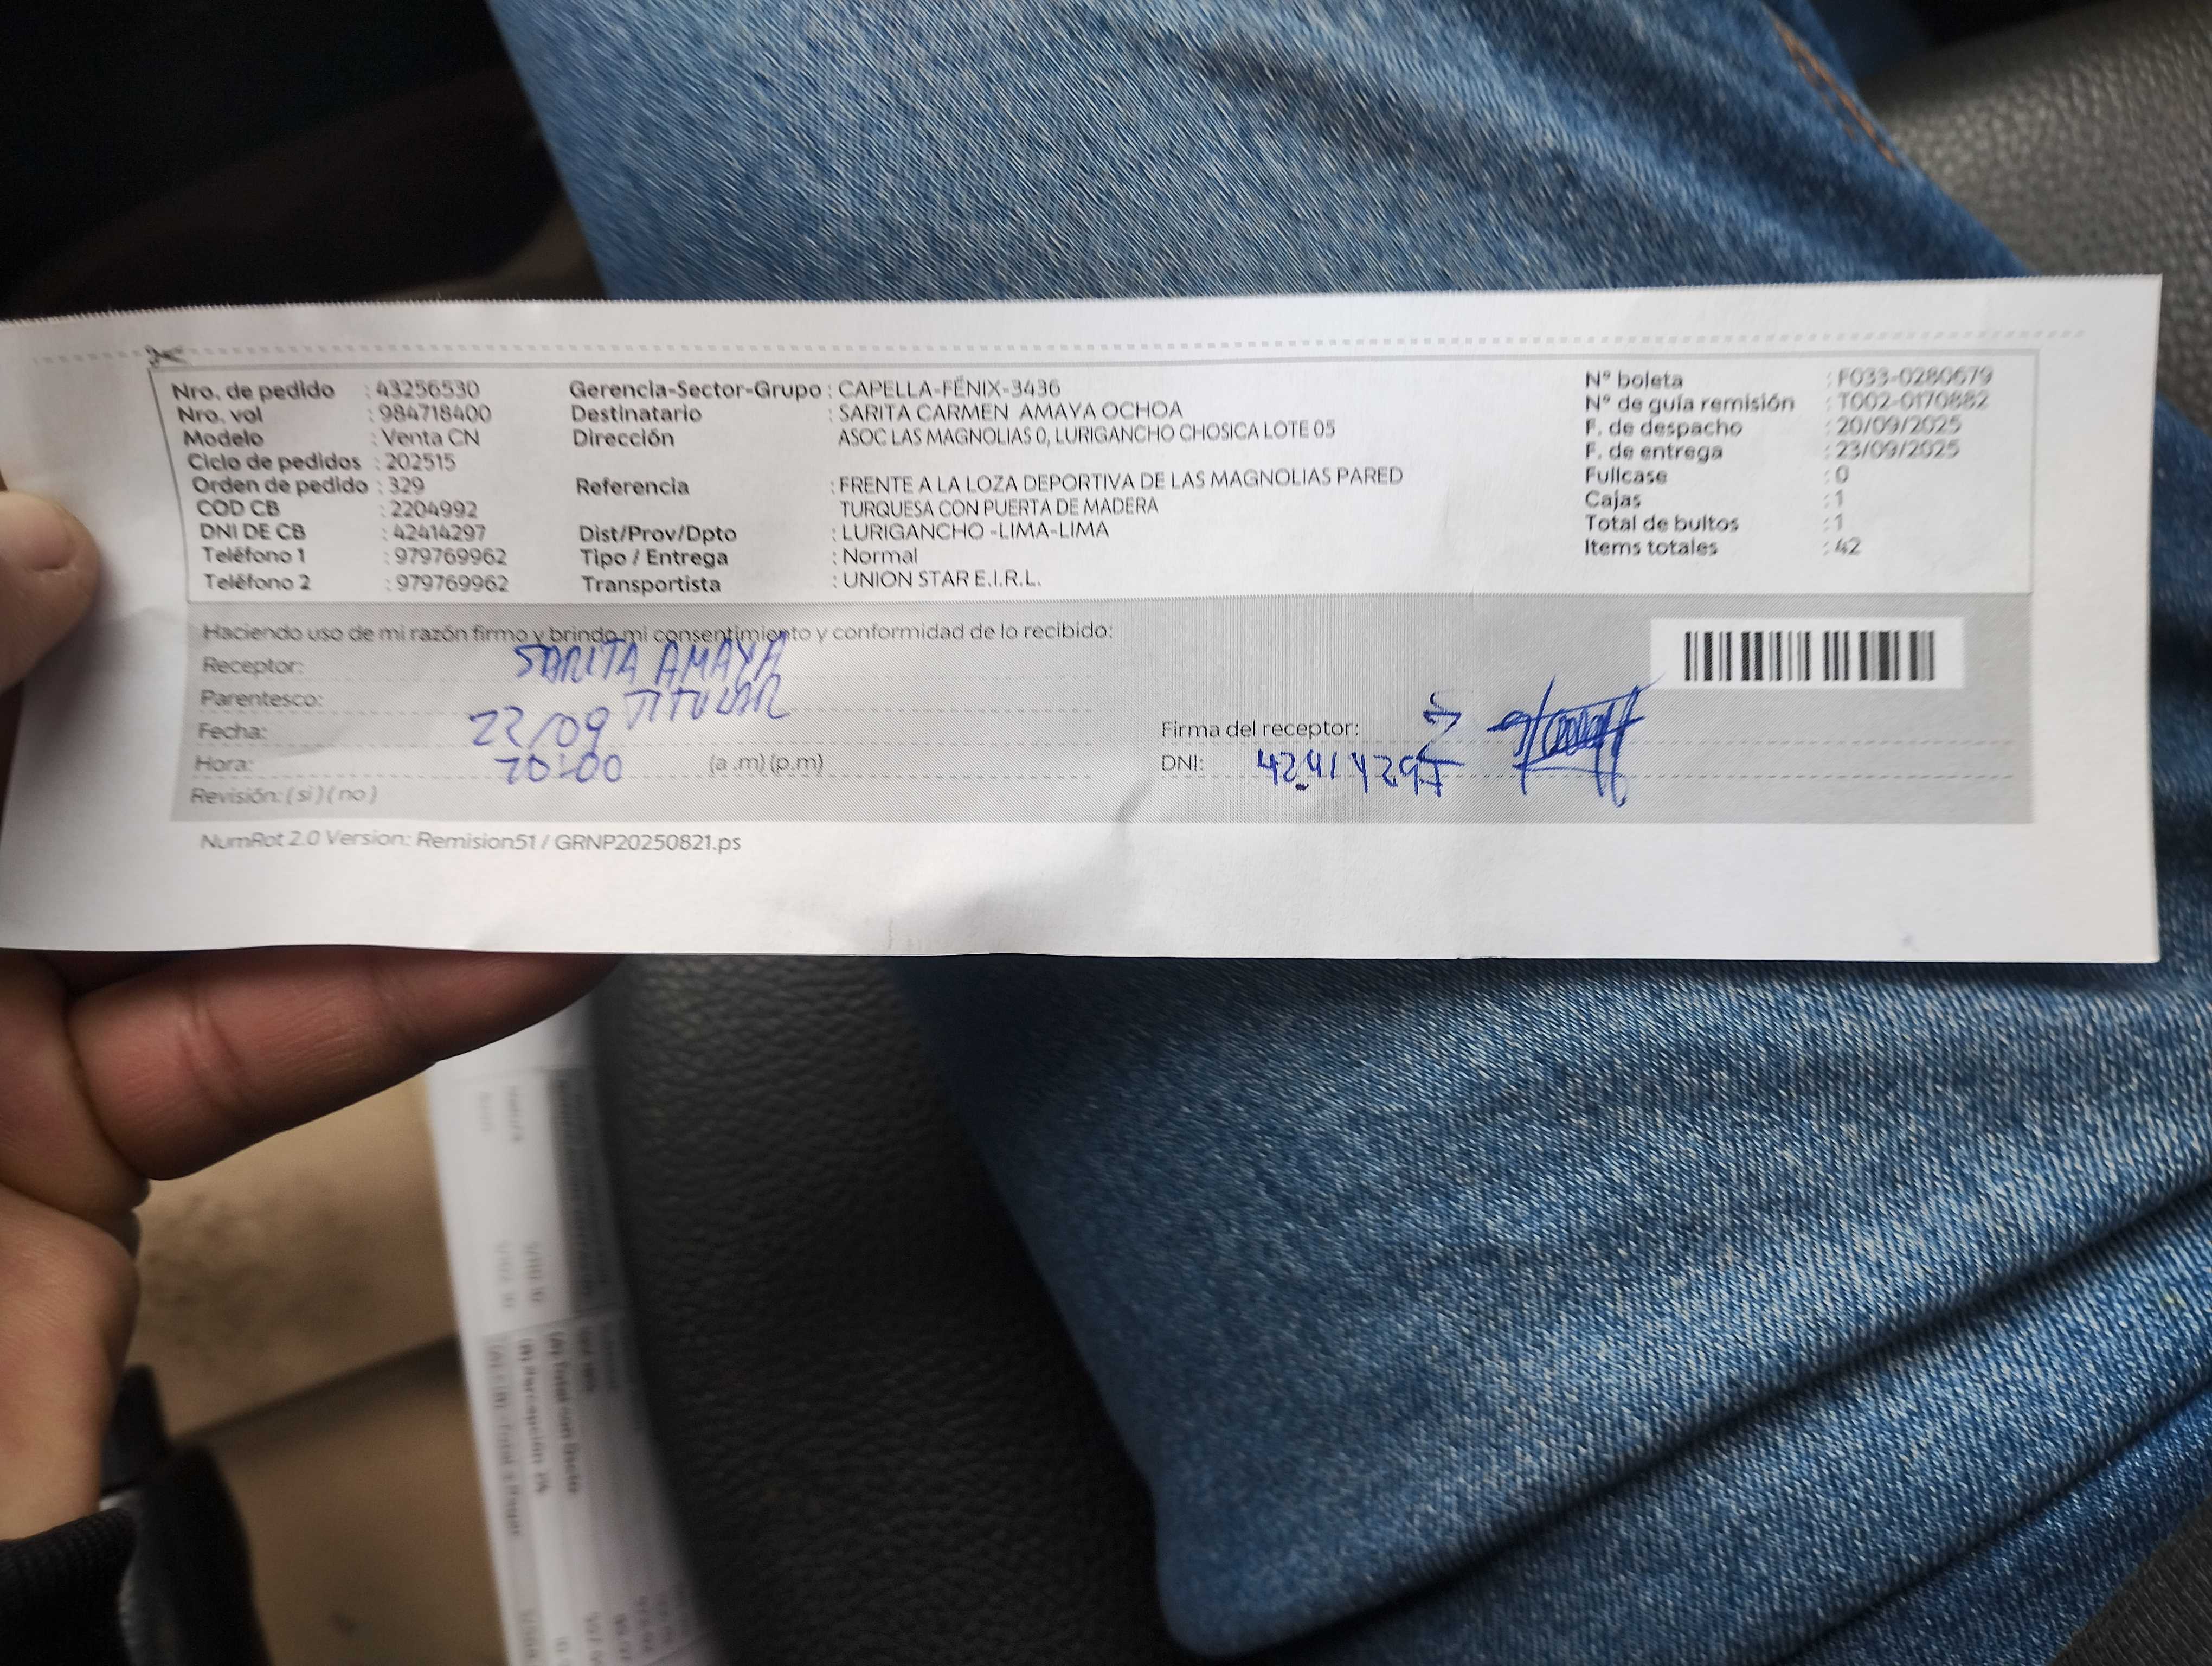 Nro. de pedido : 43256530
Nro. vol : 984718400
Modelo : Venta CN
Ciclo de pedidos : 202515
Orden de pedido : 329
COD CB : 2204992
DNI DE CB : 42414297
Teléfono 1 : 979769962
Teléfono 2 : 979769962
Gerencia-Sector-Grupo : CAPELLA-FÉNIX-3436
Destinatario : SARITA CARMEN AMAYA OCHOA
Dirección ASOC LAS MAGNOLIAS 0, LURIGANCHO CHOSICA LOTE 05
Referencia : FRENTE A LA LOZA DEPORTIVA DE LAS MAGNOLIAS PARED
TURQUESA CON PUERTA DE MADERA
Dist/Prov/Dpto : LURIGANCHO -LIMA-LIMA
Tipo / Entrega : Normal
Transportista : UNION STAR E.I.R.L.
N° boleta : F033-0280679
N° de guía remisión : T002-0170882
F. de despacho : 20/09/2025
F. de entrega : 23/09/2025
Fullcase : 0
Cajas : 1
Total de bultos : 1
Items totales : 42
Haciendo uso de mi razón firmo y brindo mi consentimiento y conformidad de lo recibido:
Receptor: SARITA AMAYA
Parentesco: TITULAR
Fecha: 22/09
Hora: 10:00 (a .m) (p.m)
Revisión: ( si ) ( no )
Firma del receptor:
DNI: 42414297
NumRot 2.0 Version: Remision51 / GRNP20250821.ps